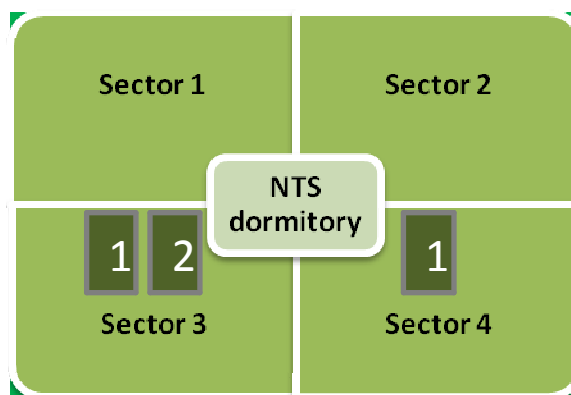 Sector 1
Sector 2
NTS
dormitory
1 2
1
Sector 3
Sector 4